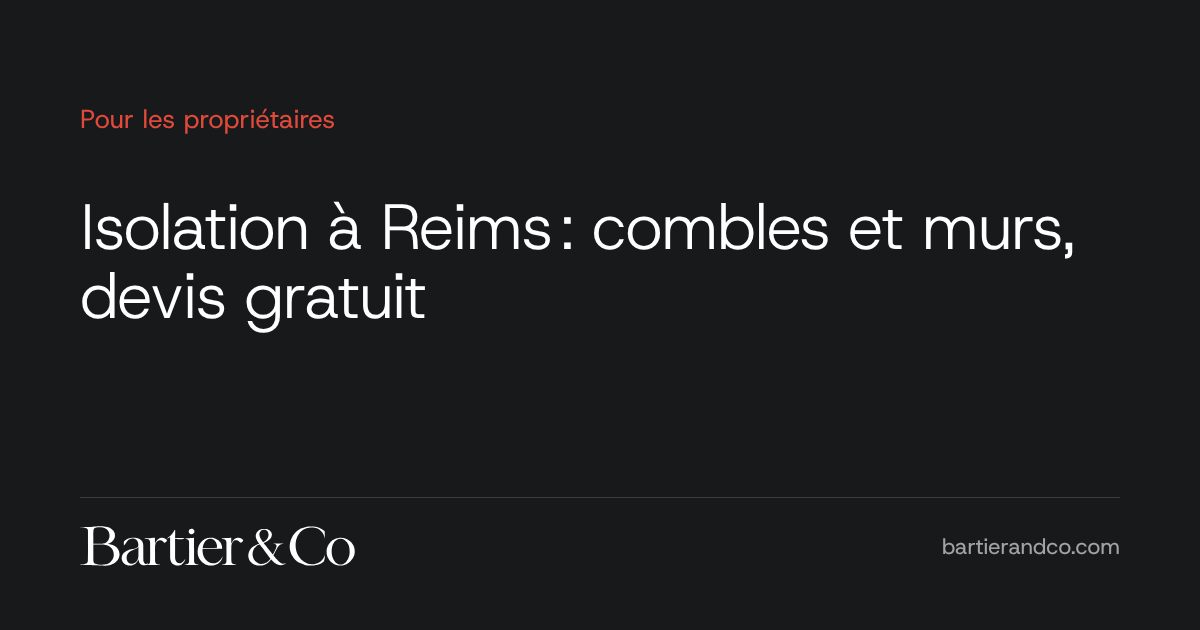 Pour les propriétaires
Isolation à Reims : combles et murs,
devis gratuit
Bartier & Co
bartierandco.com